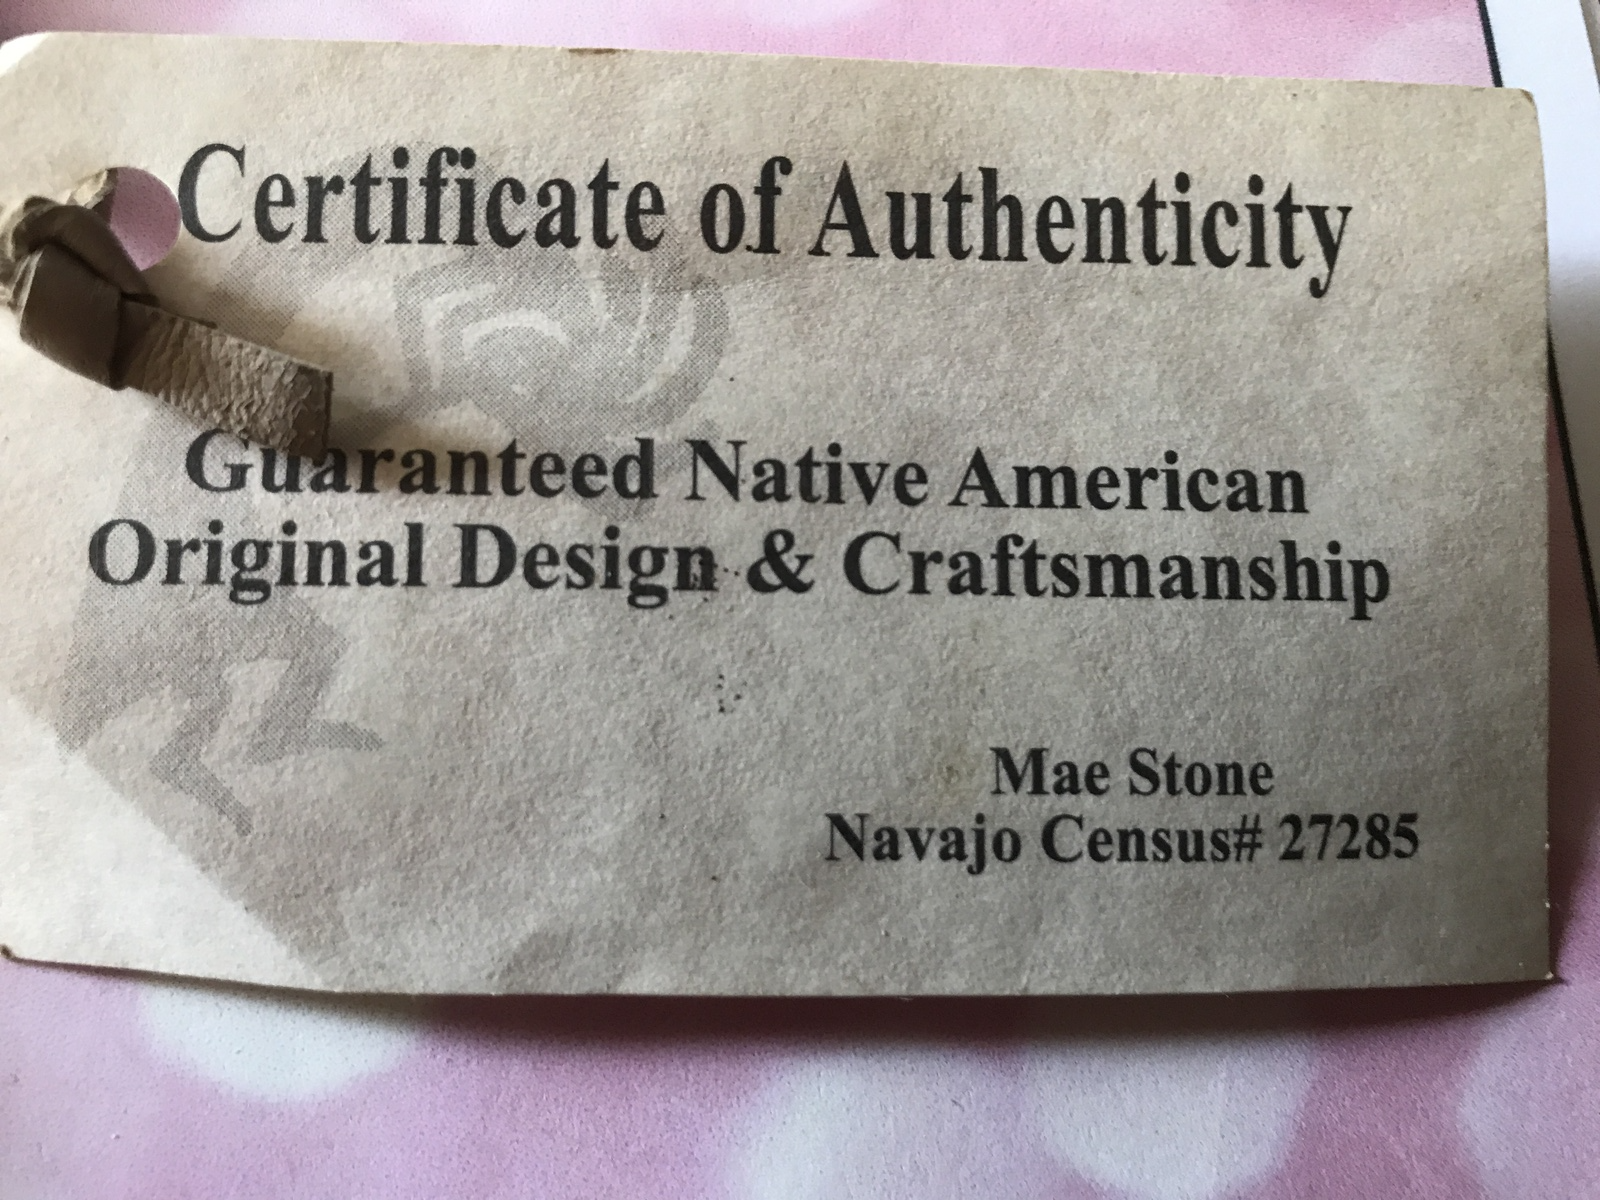 Certificate of Authenticity
Guaranteed Native American
Original Design & Craftsmanship
Mae Stone
Navajo Census# 27285